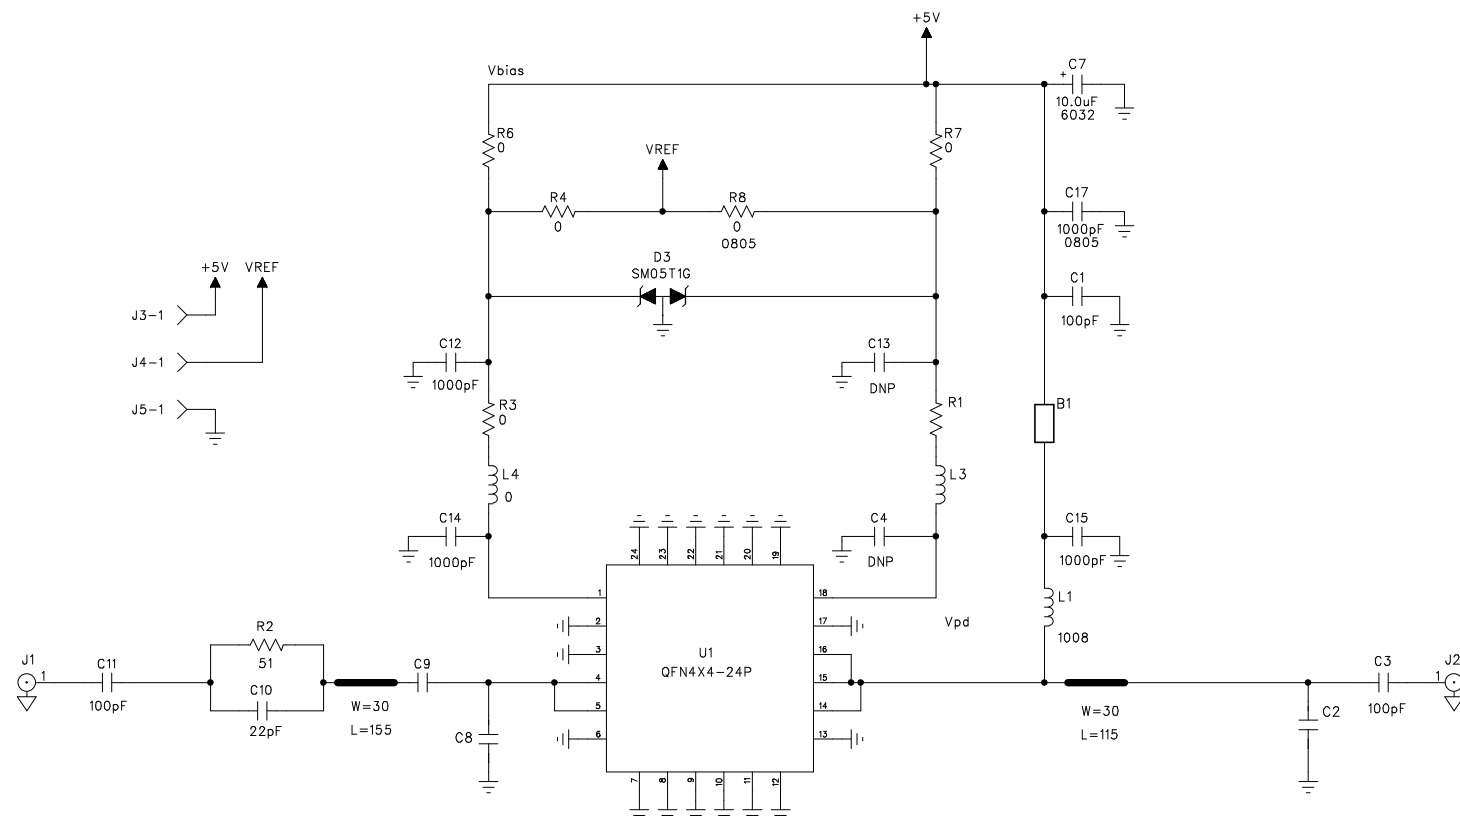 +5V
Vbias
C7
+
10.0uF
6032
R6
0
R7
0
VREF
R4
0
R8
0
0805
C17
1000pF
0805
D3
SM05T1G
+5V VREF
J3-1
J4-1
J5-1
C1
100pF
C12
1000pF
C13
DNP
R3
0
R1
B1
L4
0
L3
C14
1000pF
C4
DNP
C15
1000pF
24 23 22 21 20 19
1
2
3
4
5
6
18
17
16
15
14
13
7 8 9 10 11 12
U1
QFN4X4-24P
Vpd
L1
1008
J1
1
C11
100pF
R2
51
C10
22pF
W=30
L=155
C9
C8
W=30
L=115
C2
C3
100pF
J2
1